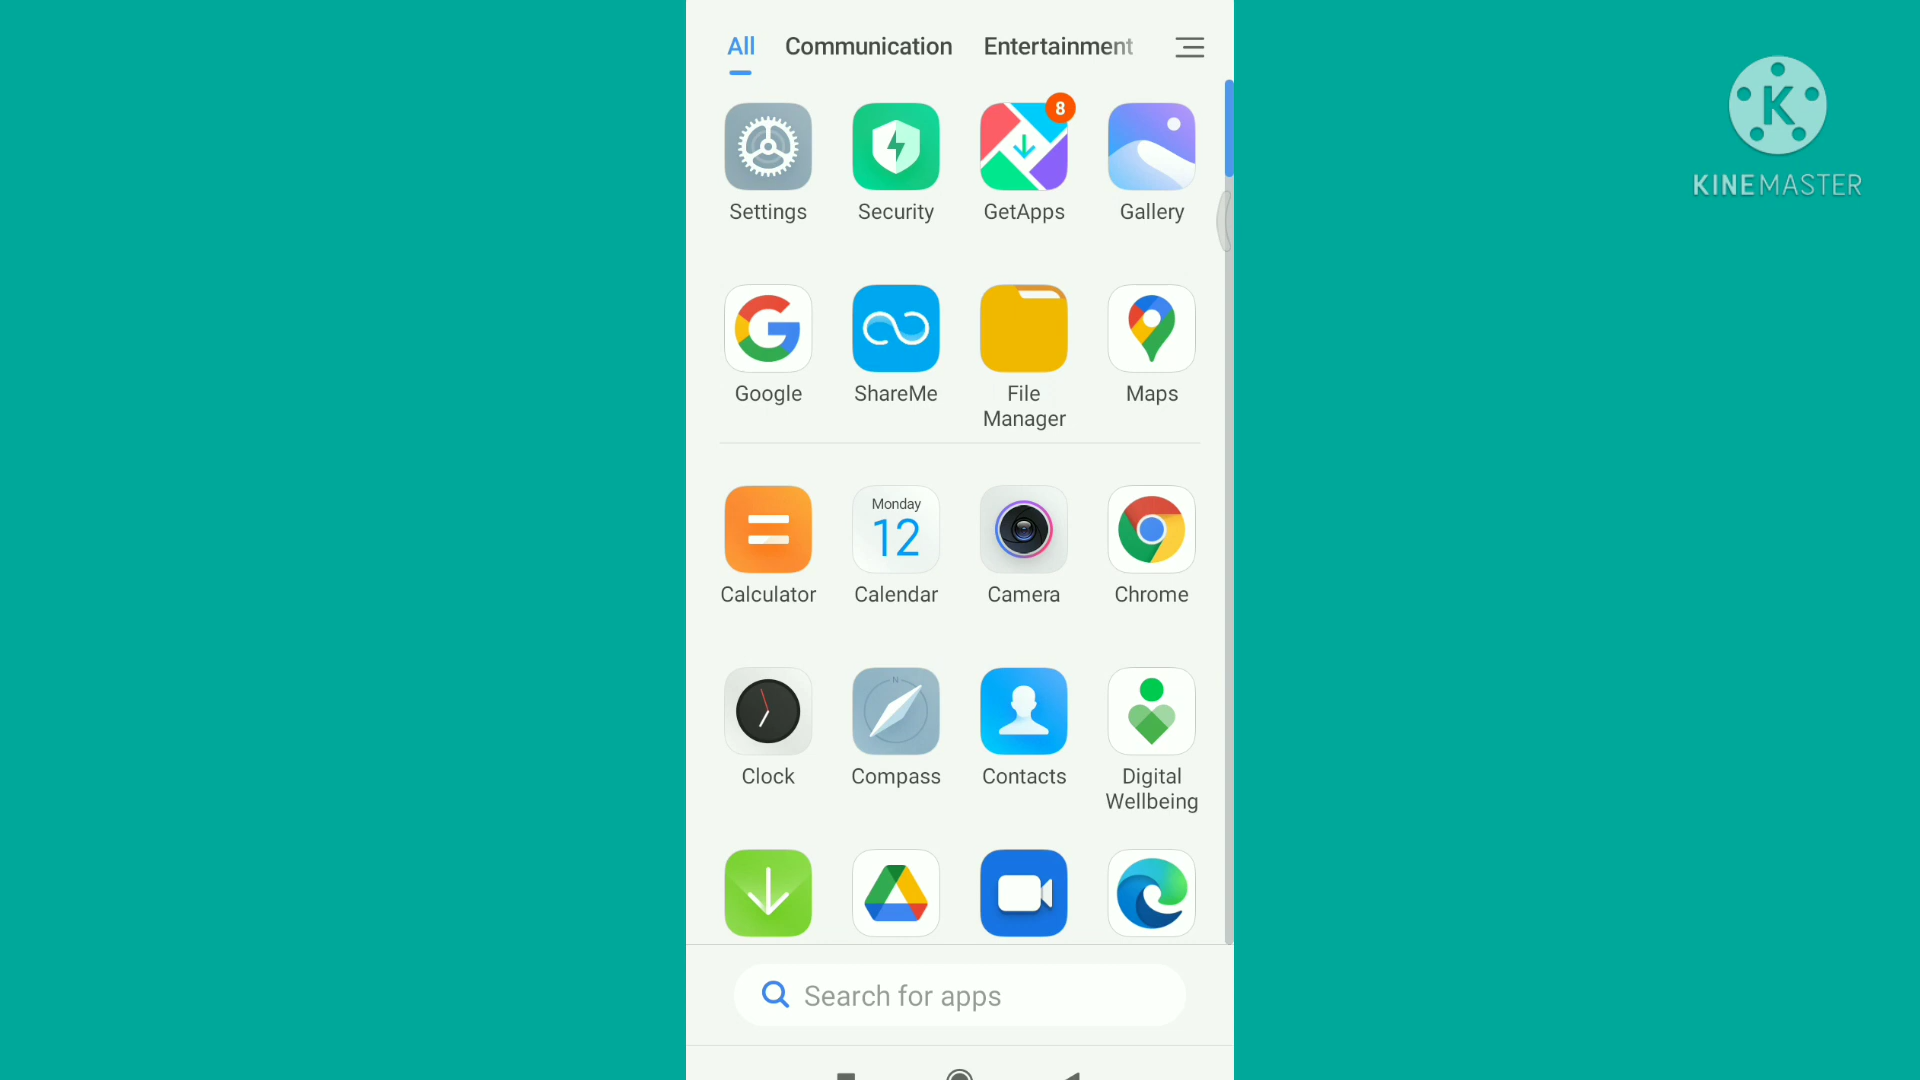 All Communication Entertainment
8
Settings Security GetApps Gallery
Google ShareMe File Manager Maps
Monday
12
Calculator Calendar Camera Chrome
N
Clock Compass Contacts Digital Wellbeing
Search for apps
K
KINEMASTER